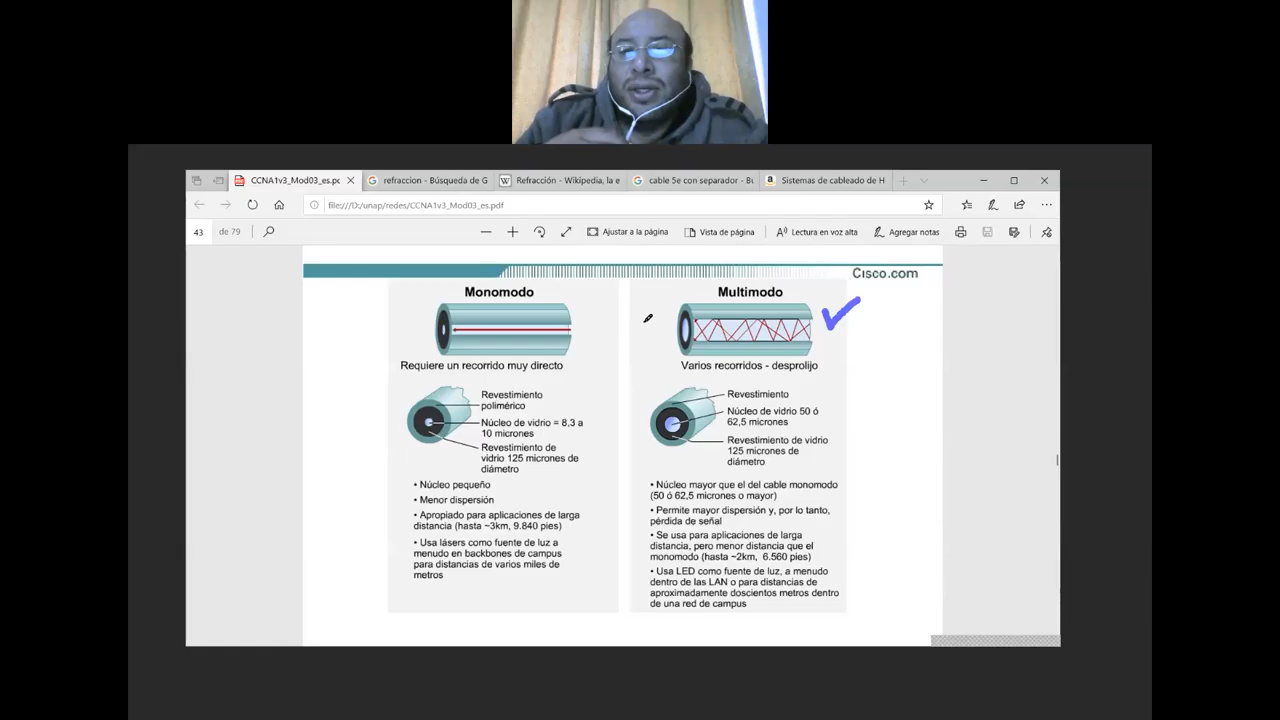 CCNA1v3_Mod03_es.pc
refraccion - Búsqueda de G
Refracción - Wikipedia, la e
cable 5e con separador - Bu
Sistemas de cableado de H
file:///D:/unap/redes/CCNA1v3_Mod03_es.pdf
43 de 79
Ajustar a la página
Vista de página
Lectura en voz alta
Agregar notas
Cisco.com
Monomodo
Requiere un recorrido muy directo
Revestimiento
polimérico
Núcleo de vidrio = 8,3 a
10 micrones
Revestimiento de
vidrio 125 micrones de
diámetro
• Núcleo pequeño
• Menor dispersión
• Apropiado para aplicaciones de larga
distancia (hasta ~3km, 9.840 pies)
• Usa lásers como fuente de luz a
menudo en backbones de campus
para distancias de varios miles de
metros
Multimodo
Varios recorridos - desprolijo
Revestimiento
Núcleo de vidrio 50 ó
62,5 micrones
Revestimiento de vidrio
125 micrones de
diámetro
• Núcleo mayor que el del cable monomodo
(50 ó 62,5 micrones o mayor)
• Permite mayor dispersión y, por lo tanto,
pérdida de señal
• Se usa para aplicaciones de larga
distancia, pero menor distancia que el
monomodo (hasta ~2km, 6.560 pies)
• Usa LED como fuente de luz, a menudo
dentro de las LAN o para distancias de
aproximadamente doscientos metros dentro
de una red de campus